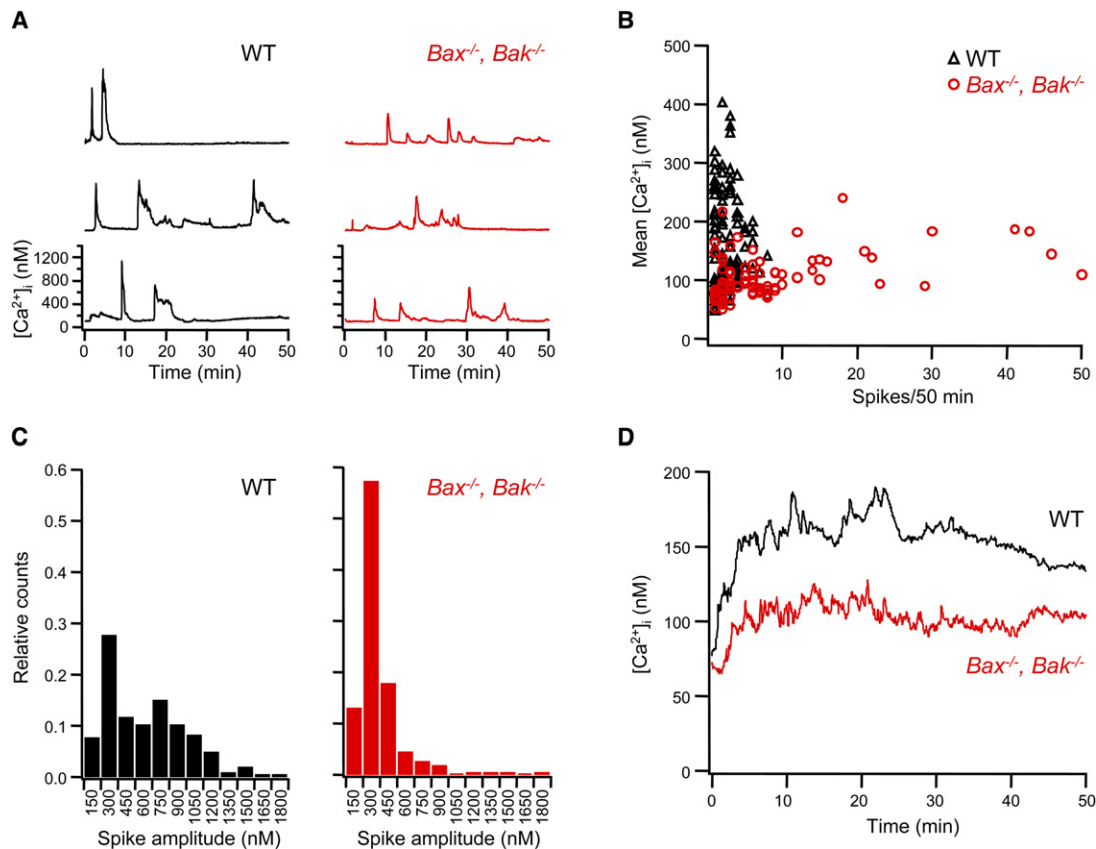 A
WT
Bax-/-, Bak-/-
[Ca2+]i (nM)
1200
800
400
0
0 10 20 30 40 50
Time (min)
0 10 20 30 40 50
Time (min)
B
500
400
300
200
100
0
Mean [Ca2+]i (nM)
WT
Bax-/-, Bak-/-
10 20 30 40 50
Spikes/50 min
C
WT
Bax-/-, Bak-/-
Relative counts
0.6
0.5
0.4
0.3
0.2
0.1
0.0
150 300 450 600 750 900 1050 1200 1350 1500 1650 1800
Spike amplitude (nM)
150 300 450 600 750 900 1050 1200 1350 1500 1650 1800
Spike amplitude (nM)
D
200
150
100
50
0
[Ca2+]i (nM)
WT
Bax-/-, Bak-/-
0 10 20 30 40 50
Time (min)